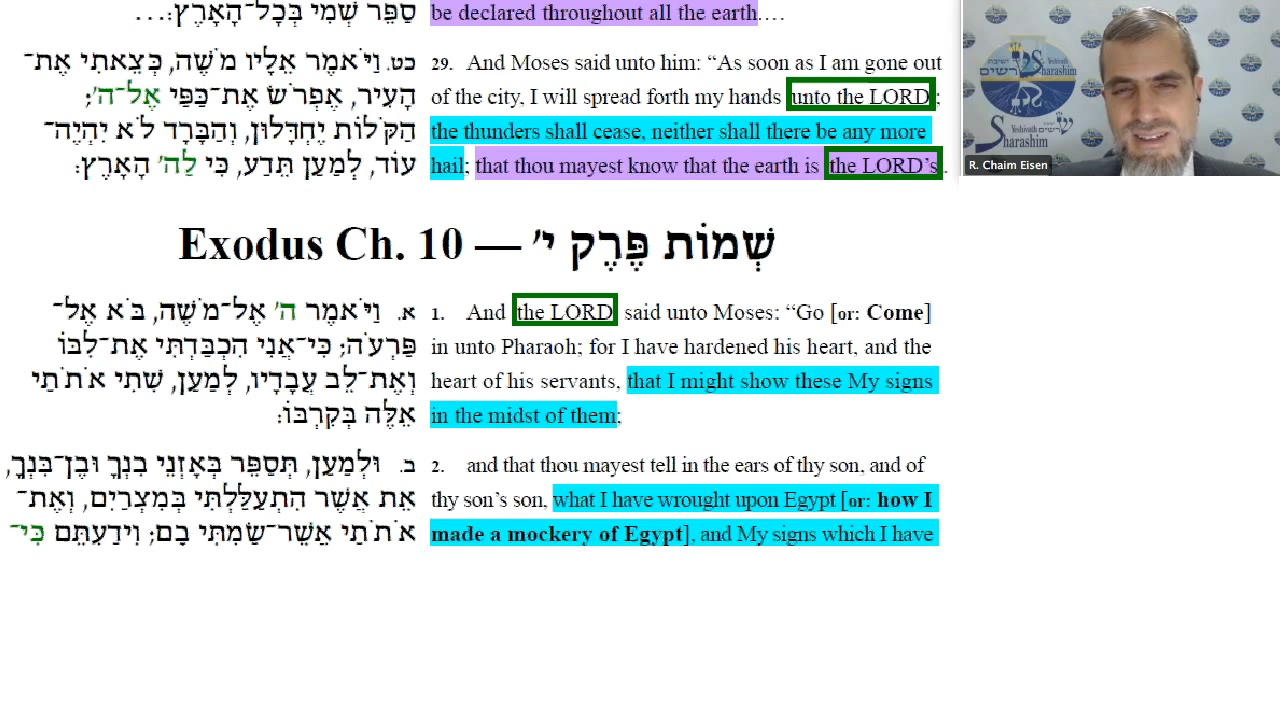 סַפֵּר שְׁמִי בְּכָל־הָאָרֶץ:...
be declared throughout all the earth….
כט. וַיֹּאמֶר אֵלָיו מֹשֶׁה, כְּצֵאתִי אֶת־
הָעִיר, אֶפְרֹשׂ אֶת־כַּפַּי אֶל־ה';
הַקֹּלוֹת יֶחְדָּלוּן, וְהַבָּרָד לֹא יִהְיֶה־
עוֹד, לְמַעַן תֵּדַע, כִּי לַה' הָאָרֶץ:
29. And Moses said unto him: “As soon as I am gone out
of the city, I will spread forth my hands unto the LORD;
the thunders shall cease, neither shall there be any more
hail; that thou mayest know that the earth is the LORD’s.
Exodus Ch. 10 — שְׁמוֹת פֶּרֶק י'
א. וַיֹּאמֶר ה' אֶל־מֹשֶׁה, בֹּא אֶל־
פַּרְעֹה; כִּי־אֲנִי הִכְבַּדְתִּי אֶת־לִבּוֹ
וְאֶת־לֵב עֲבָדָיו, לְמַעַן, שִׁתִי אֹתֹתַי
אֵלֶּה בְּקִרְבּוֹ:
1. And the LORD said unto Moses: “Go [or: Come]
in unto Pharaoh; for I have hardened his heart, and the
heart of his servants, that I might show these My signs
in the midst of them;
ב. וּלְמַעַן, תְּסַפֵּר בְּאָזְנֵי בִנְךָ וּבֶן־בִּנְךָ,
אֵת אֲשֶׁר הִתְעַלַּלְתִּי בְּמִצְרַיִם, וְאֶת־
אֹתֹתַי אֲשֶׁר־שַׂמְתִּי בָם; וִידַעְתֶּם כִּי־
2. and that thou mayest tell in the ears of thy son, and of
thy son’s son, what I have wrought upon Egypt [or: how I
made a mockery of Egypt], and My signs which I have
Yeshivath Sharashim
ישיבת שרשים
Yeshivath שרשים
Sharashim
R. Chaim Eisen